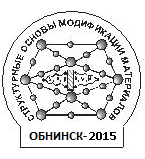 СТРУКТУРНЫЕ ОСНОВЫ МОДИФИКАЦИИ МАТЕРИАЛОВ
ОБНИНСК-2015